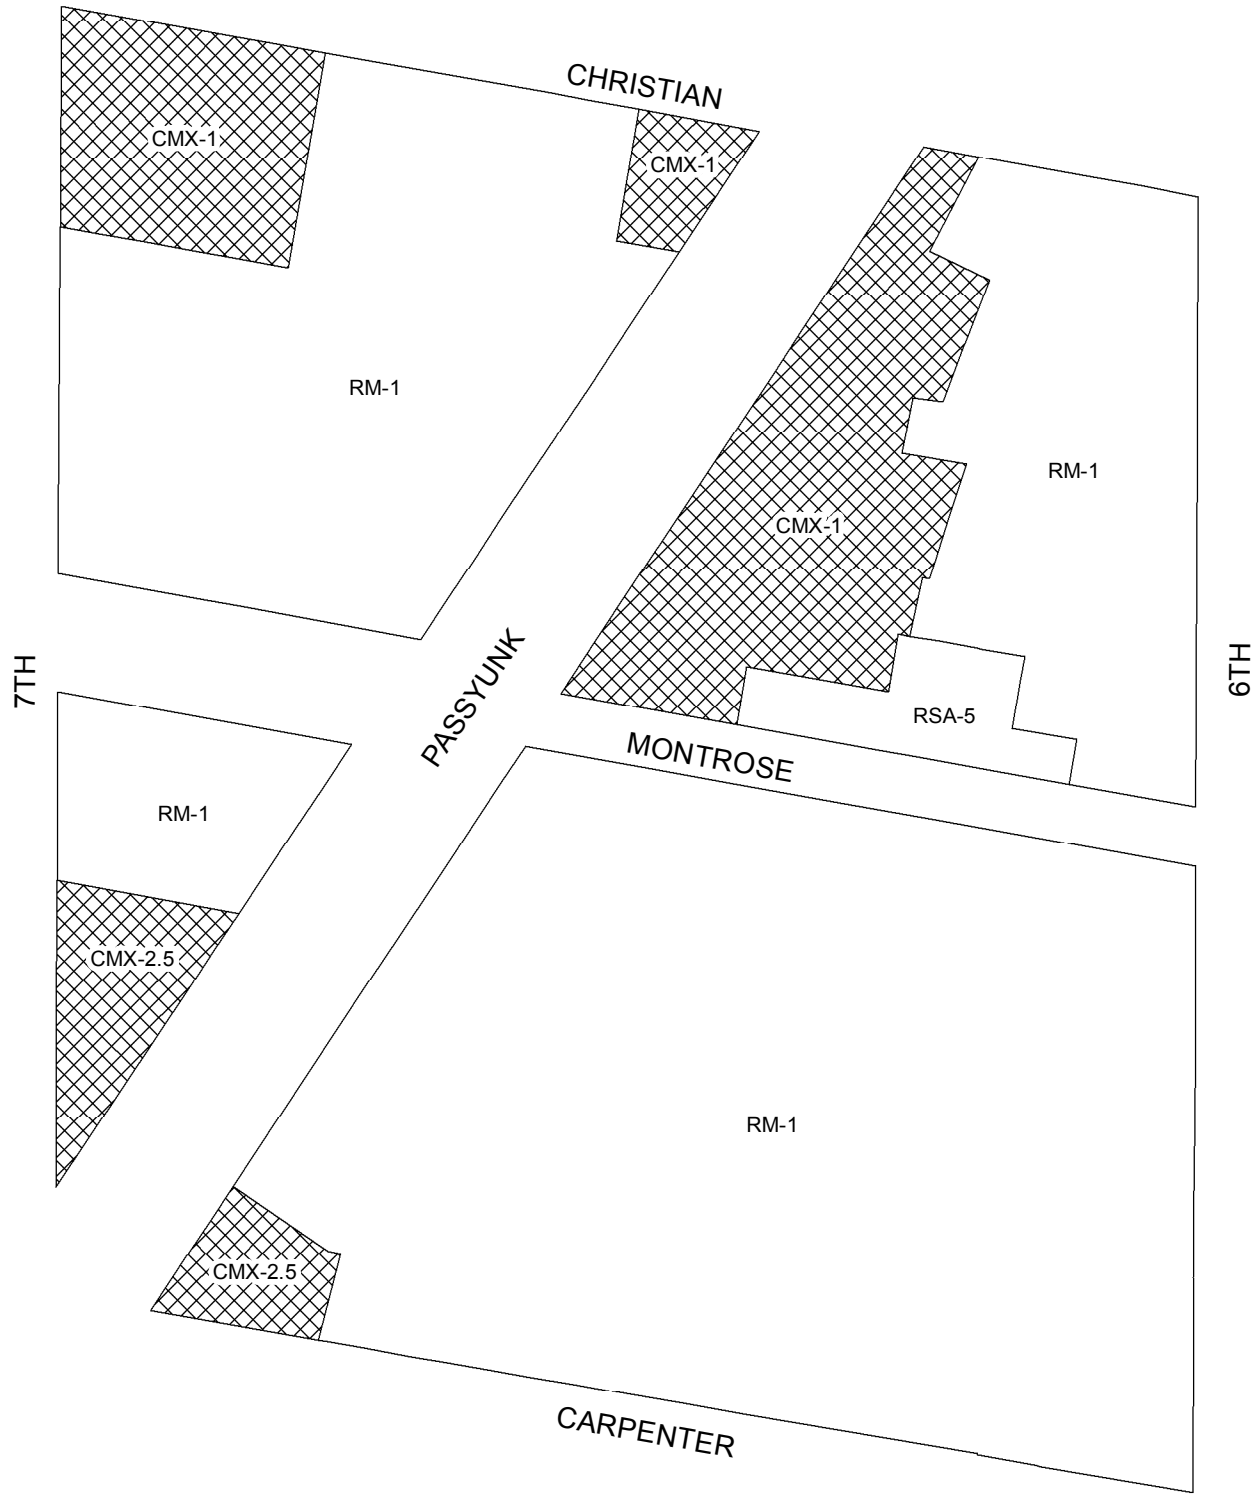 CHRISTIAN
CMX-1
CMX-1
RM-1
RM-1
CMX-1
7TH
PASSYUNK
6TH
RSA-5
MONTROSE
RM-1
CMX-2.5
RM-1
CMX-2.5
CARPENTER